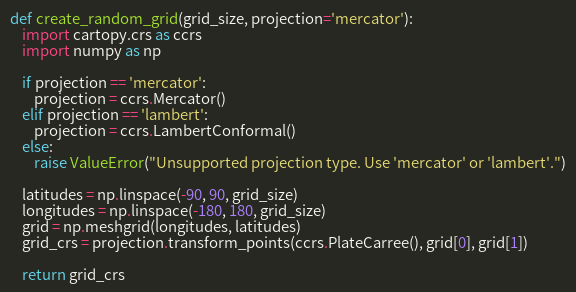 def create_random_grid(grid_size, projection='mercator'):
    import cartopy.crs as ccrs
    import numpy as np

    if projection == 'mercator':
        projection = ccrs.Mercator()
    elif projection == 'lambert':
        projection = ccrs.LambertConformal()
    else:
        raise ValueError("Unsupported projection type. Use 'mercator' or 'lambert'.")

    latitudes = np.linspace(-90, 90, grid_size)
    longitudes = np.linspace(-180, 180, grid_size)
    grid = np.meshgrid(longitudes, latitudes)
    grid_crs = projection.transform_points(ccrs.PlateCarree(), grid[0], grid[1])

    return grid_crs